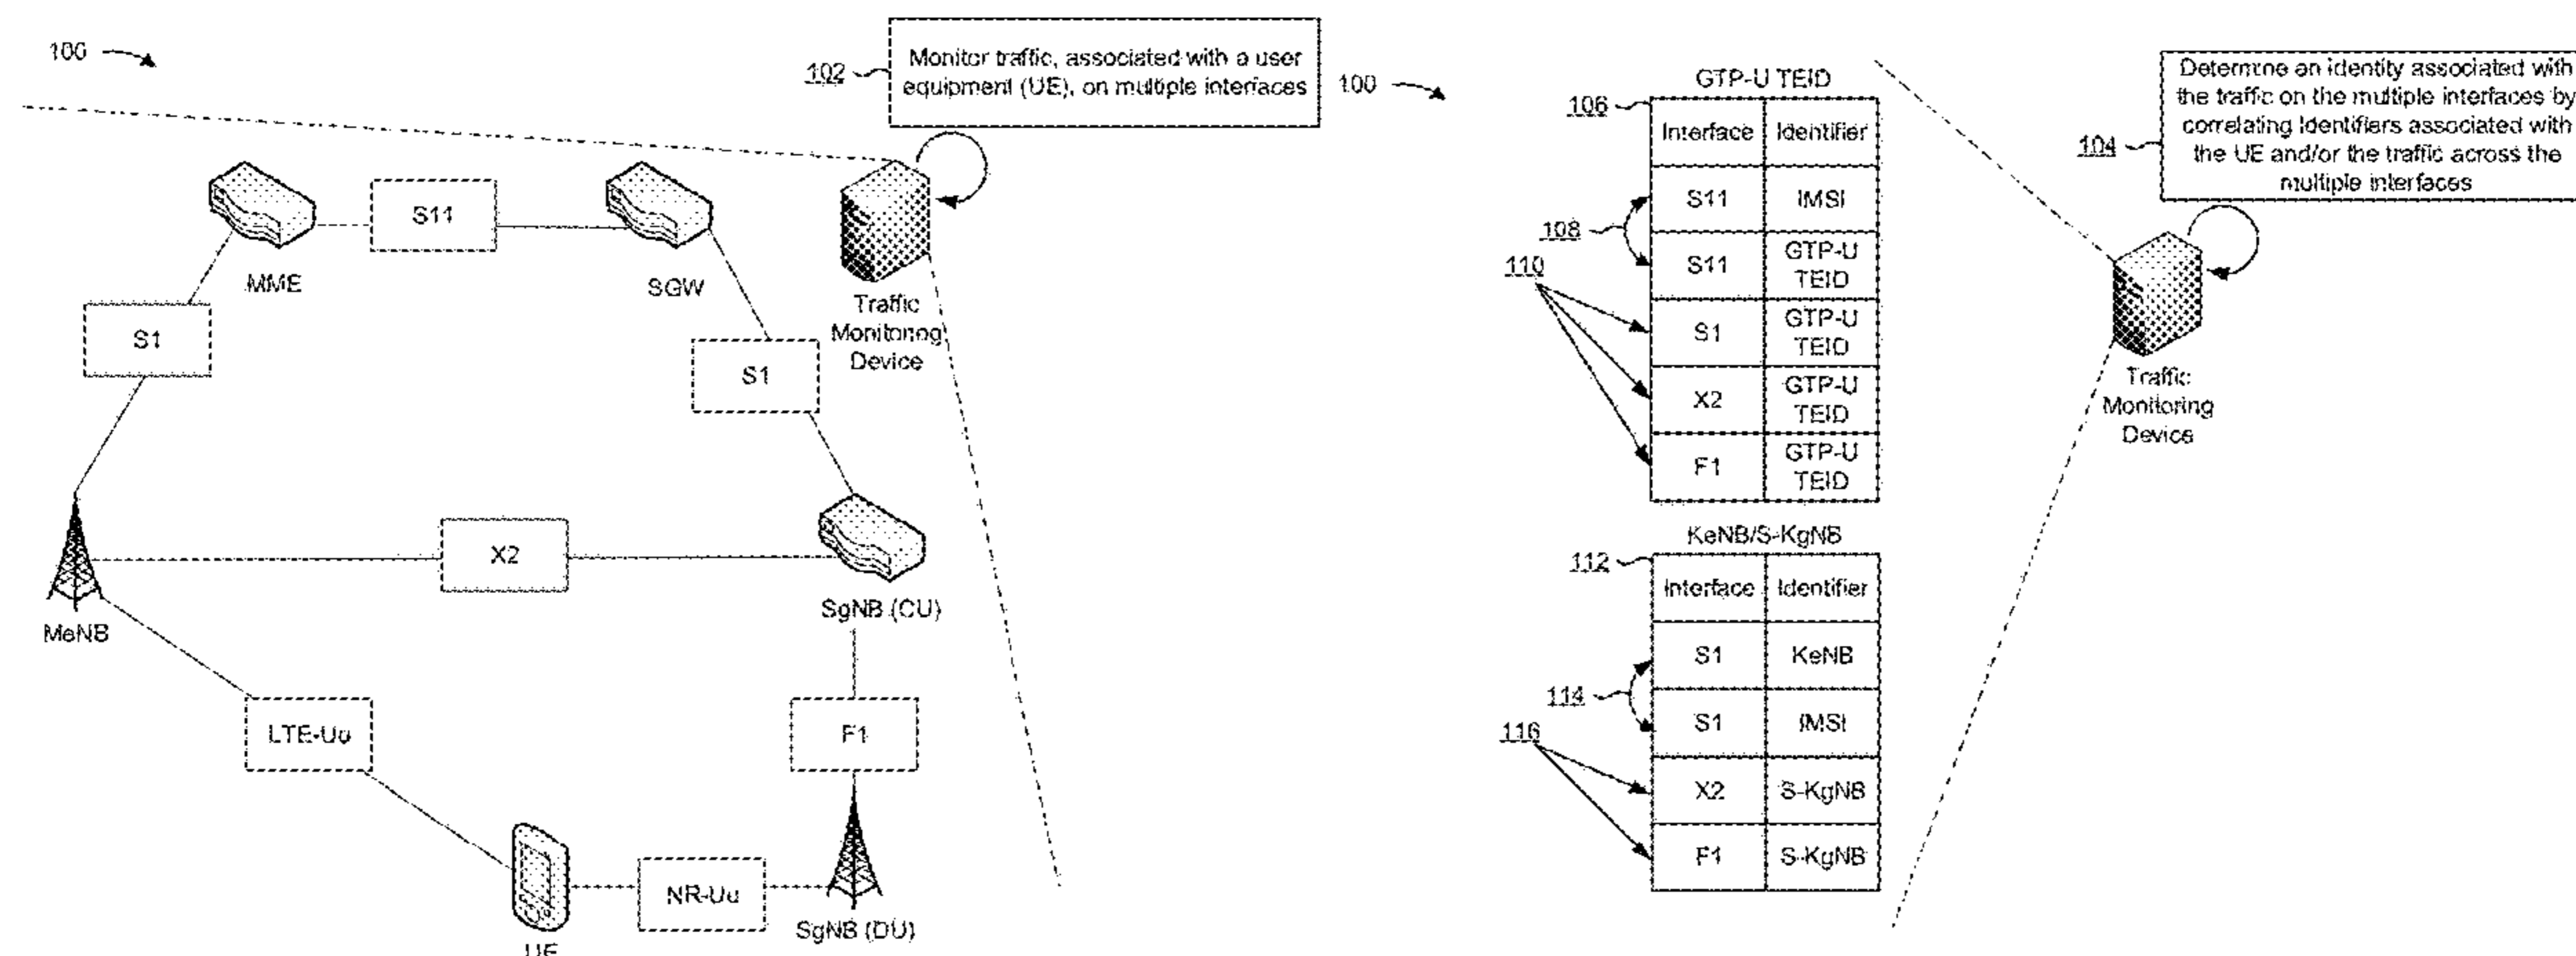 100
102
Monitor traffic, associated with a user
equipment (UE), on multiple interfaces
MME
S11
SGW
Traffic
Monitoring
Device
S1
S1
X2
MeNB
SgNB (CU)
LTE-Uu
F1
UE
NR-Uu
SgNB (DU)
100
GTP-U TEID
106
Interface Identifier
S11 IMSI
108
S11 GTP-U
TEID
110
S1 GTP-U
TEID
X2 GTP-U
TEID
F1 GTP-U
TEID
KeNB/S-KgNB
112
Interface Identifier
S1 KeNB
114
S1 IMSI
116
X2 S-KgNB
F1 S-KgNB
104
Determine an identity associated with
the traffic on the multiple interfaces by
correlating identifiers associated with
the UE and/or the traffic across the
multiple interfaces
Traffic
Monitoring
Device